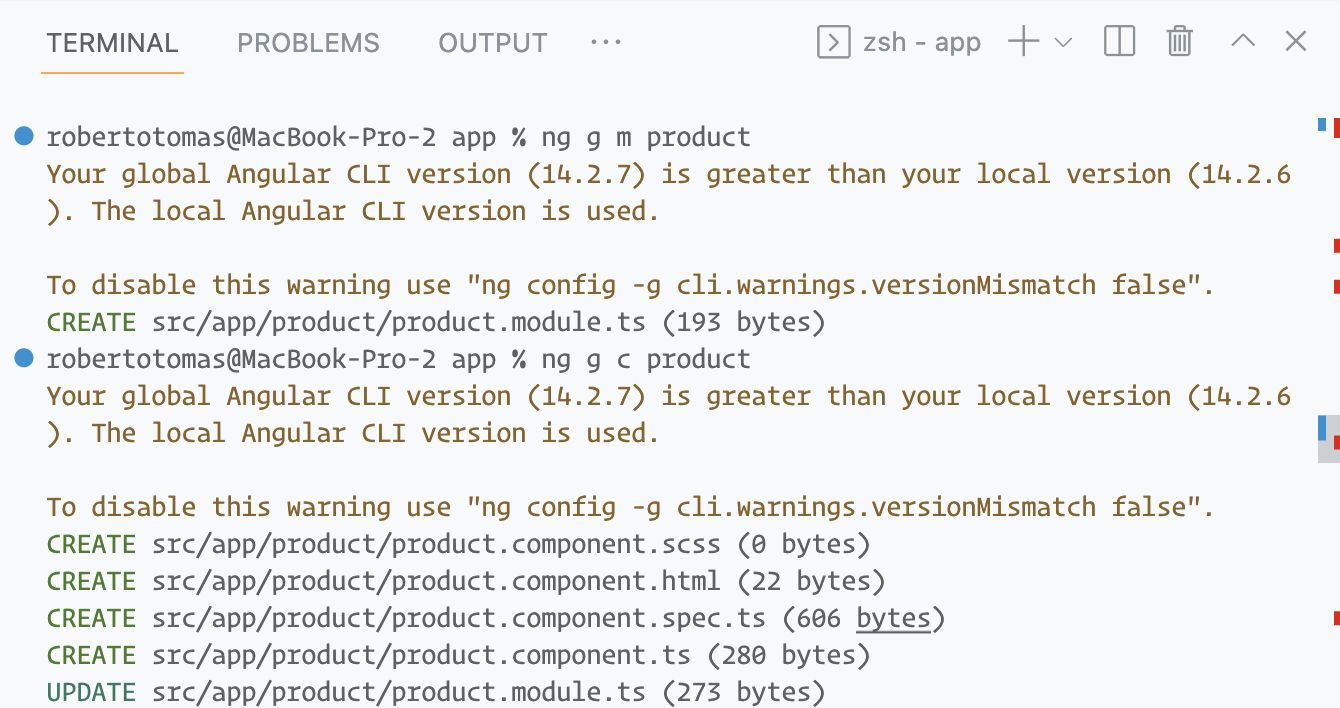 TERMINAL PROBLEMS OUTPUT ··· zsh - app
robertotomas@MacBook-Pro-2 app % ng g m product
Your global Angular CLI version (14.2.7) is greater than your local version (14.2.6
). The local Angular CLI version is used.
To disable this warning use "ng config -g cli.warnings.versionMismatch false".
CREATE src/app/product/product.module.ts (193 bytes)
robertotomas@MacBook-Pro-2 app % ng g c product
Your global Angular CLI version (14.2.7) is greater than your local version (14.2.6
). The local Angular CLI version is used.
To disable this warning use "ng config -g cli.warnings.versionMismatch false".
CREATE src/app/product/product.component.scss (0 bytes)
CREATE src/app/product/product.component.html (22 bytes)
CREATE src/app/product/product.component.spec.ts (606 bytes)
CREATE src/app/product/product.component.ts (280 bytes)
UPDATE src/app/product/product.module.ts (273 bytes)